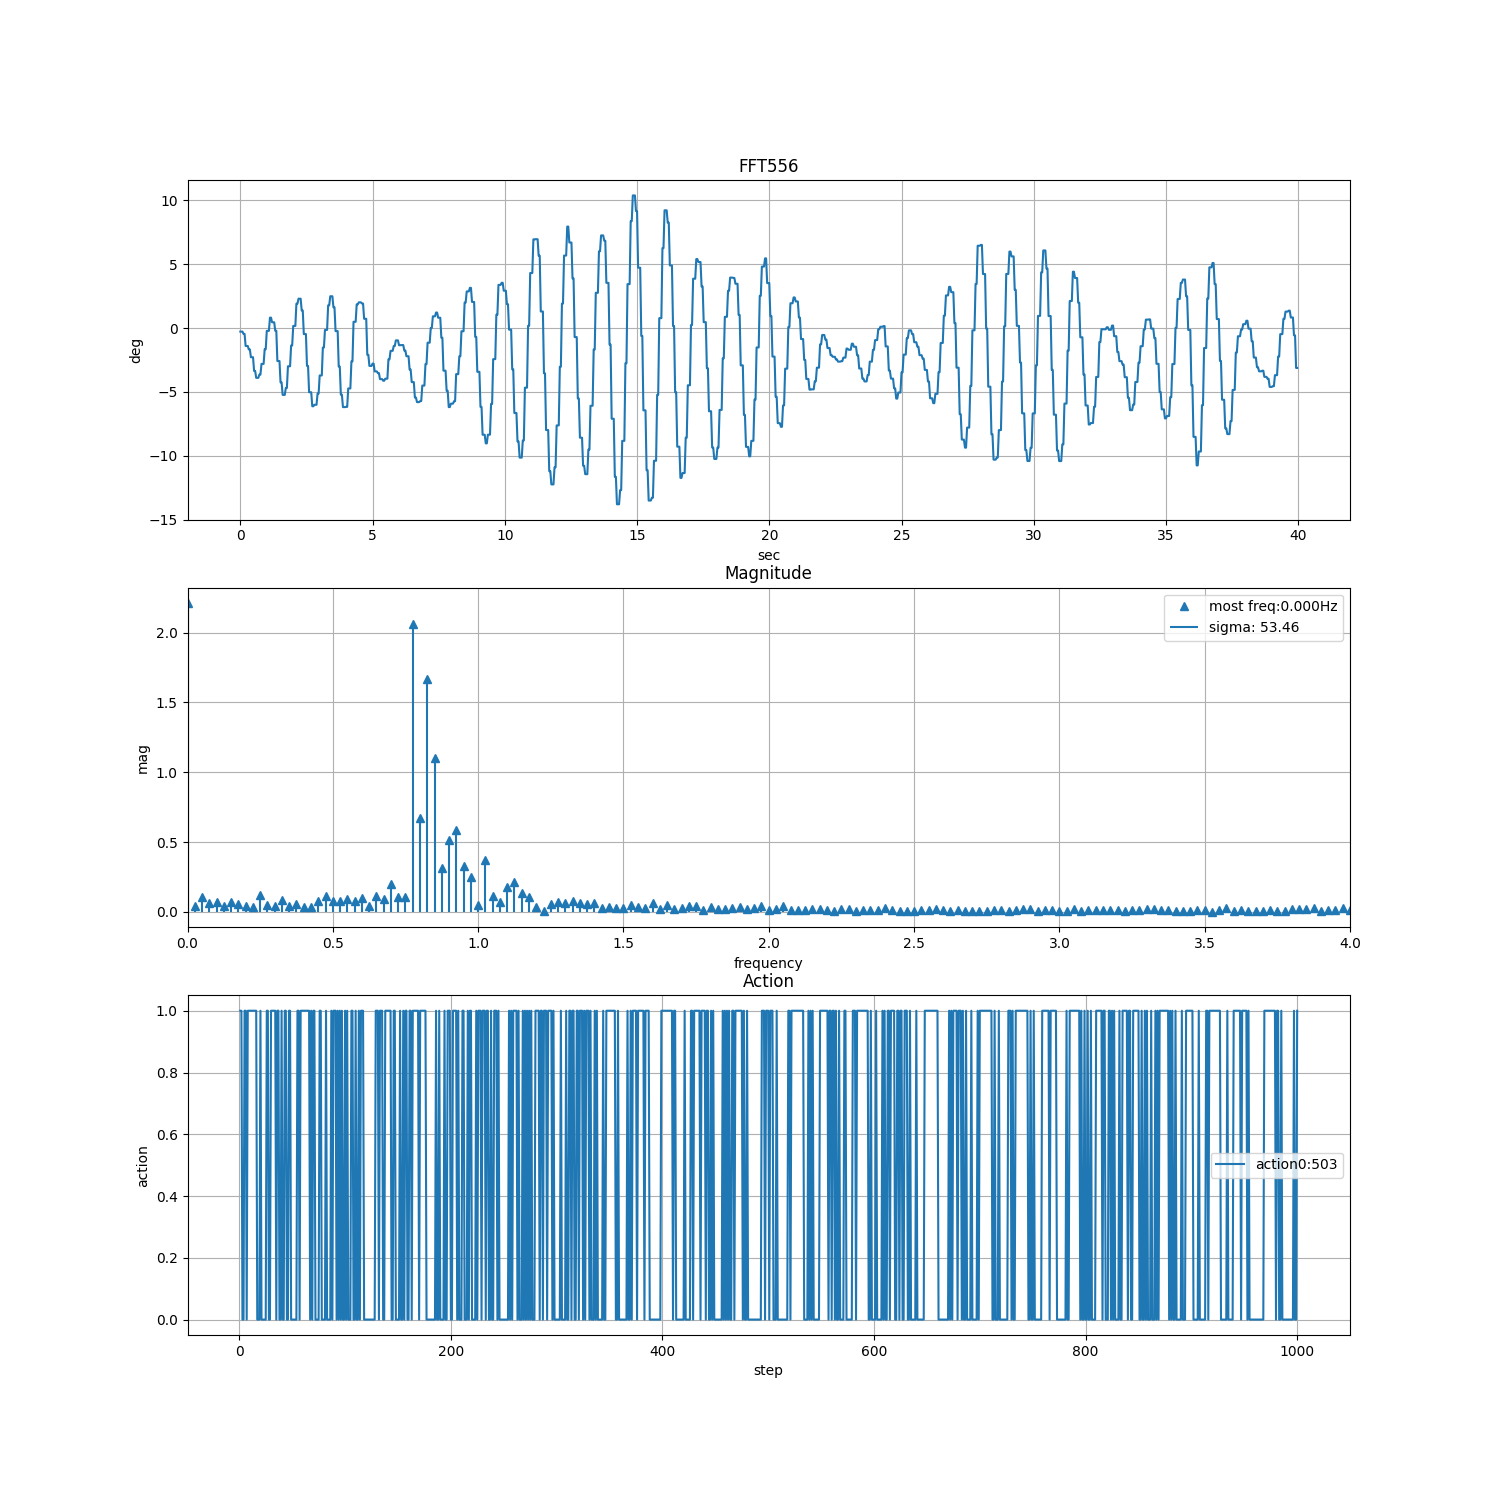 FFT556
10
5
0
−5
−10
−15
deg
0 5 10 15 20 25 30 35 40
sec
Magnitude
most freq:0.000Hz
sigma: 53.46
2.0
1.5
1.0
0.5
0.0
mag
0.0 0.5 1.0 1.5 2.0 2.5 3.0 3.5 4.0
frequency
Action
1.0
0.8
0.6
0.4
0.2
0.0
action
action0:503
0 200 400 600 800 1000
step